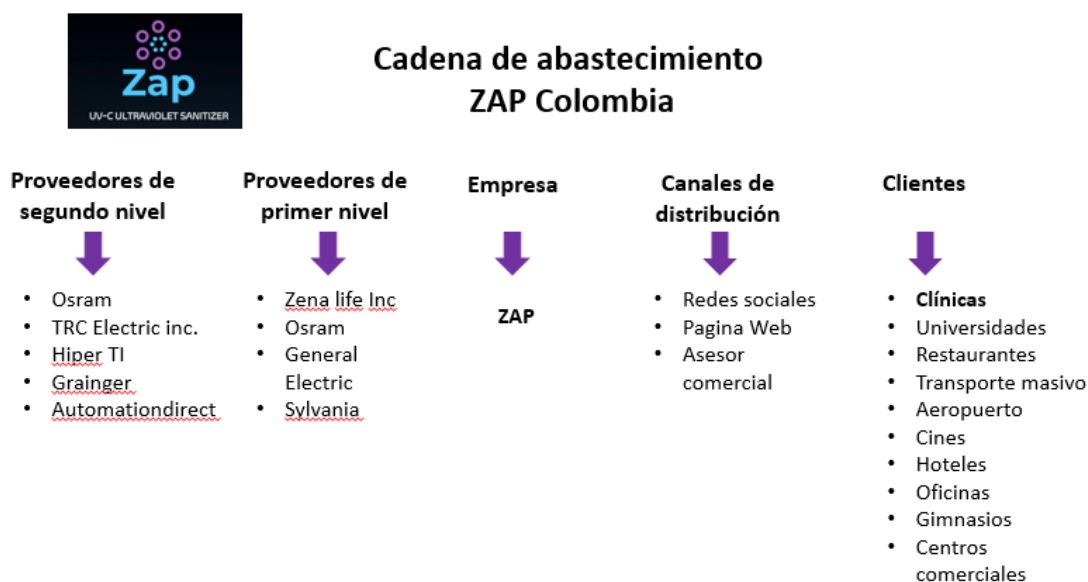 Zap
UV-C ULTRAVIOLET SANITIZER
Cadena de abastecimiento
ZAP Colombia
Proveedores de
segundo nivel
• Osram
• TRC Electric inc.
• Hiper TI
• Grainger
• Automationdirect
Proveedores de
primer nivel
• Zena life Inc
• Osram
• General
Electric
• Sylvania
Empresa
ZAP
Canales de
distribución
• Redes sociales
• Pagina Web
• Asesor
comercial
Clientes
• Clínicas
• Universidades
• Restaurantes
• Transporte masivo
• Aeropuerto
• Cines
• Hoteles
• Oficinas
• Gimnasios
• Centros
comerciales